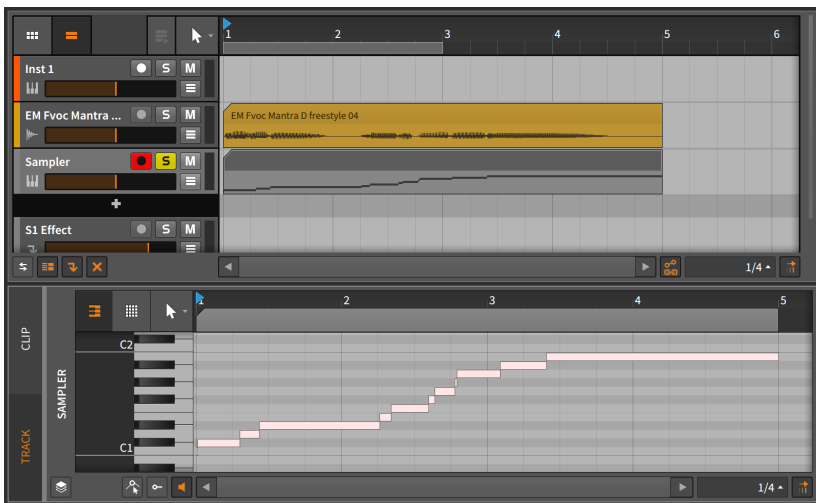 1 2 3 4 5 6
Inst 1 S M
EM Fvoc Mantra ... S M
EM Fvoc Mantra D freestyle 04
Sampler S M
+
S1 Effect S M
1/4
CLIP
TRACK
SAMPLER
1 2 3 4 5
C2
C1
1/4